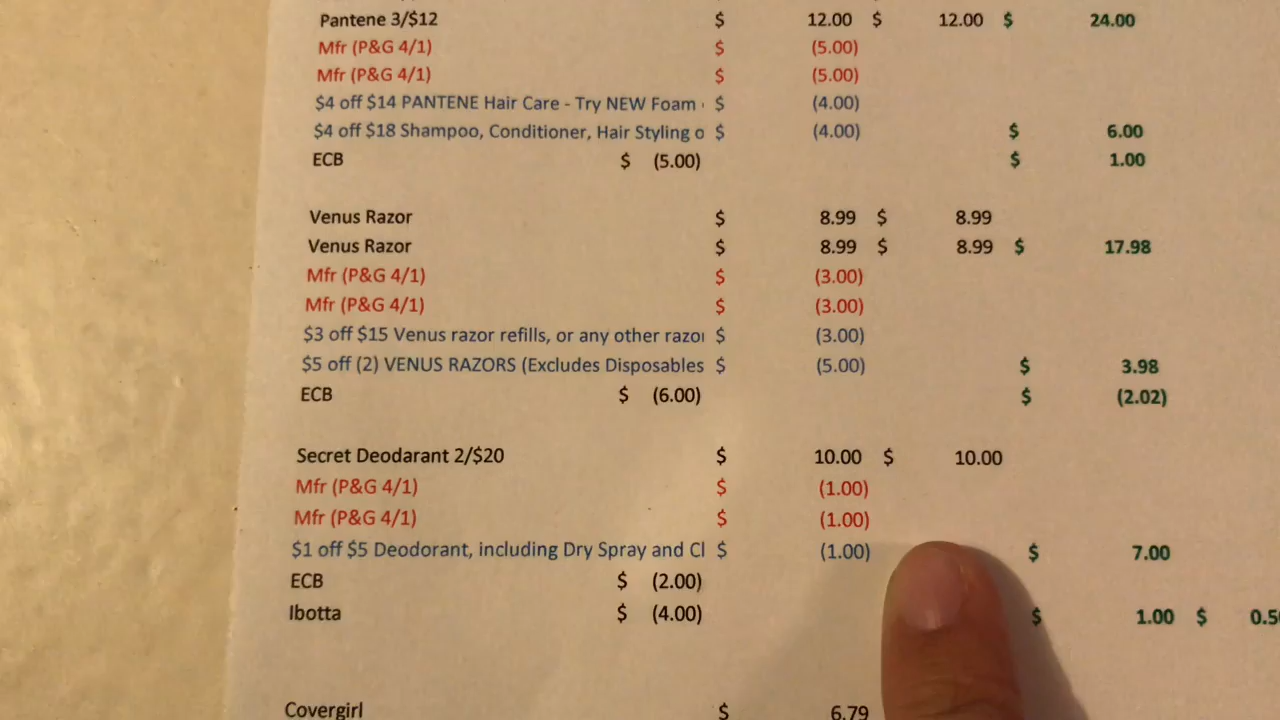 Pantene 3/$12 $ 12.00 $ 12.00 $ 24.00
Mfr (P&G 4/1) $ (5.00)
Mfr (P&G 4/1) $ (5.00)
$4 off $14 PANTENE Hair Care - Try NEW Foam $ (4.00)
$4 off $18 Shampoo, Conditioner, Hair Styling o $ (4.00) $ 6.00
ECB $ (5.00) $ 1.00
Venus Razor $ 8.99 $ 8.99
Venus Razor $ 8.99 $ 8.99 $ 17.98
Mfr (P&G 4/1) $ (3.00)
Mfr (P&G 4/1) $ (3.00)
$3 off $15 Venus razor refills, or any other razor $ (3.00)
$5 off (2) VENUS RAZORS (Excludes Disposables $ (5.00) $ 3.98
ECB $ (6.00) $ (2.02)
Secret Deodarant 2/$20 $ 10.00 $ 10.00
Mfr (P&G 4/1) $ (1.00)
Mfr (P&G 4/1) $ (1.00)
$1 off $5 Deodorant, including Dry Spray and Cl $ (1.00) $ 7.00
ECB $ (2.00)
Ibotta $ (4.00) $ 1.00 $ 0.50
Covergirl $ 6.79